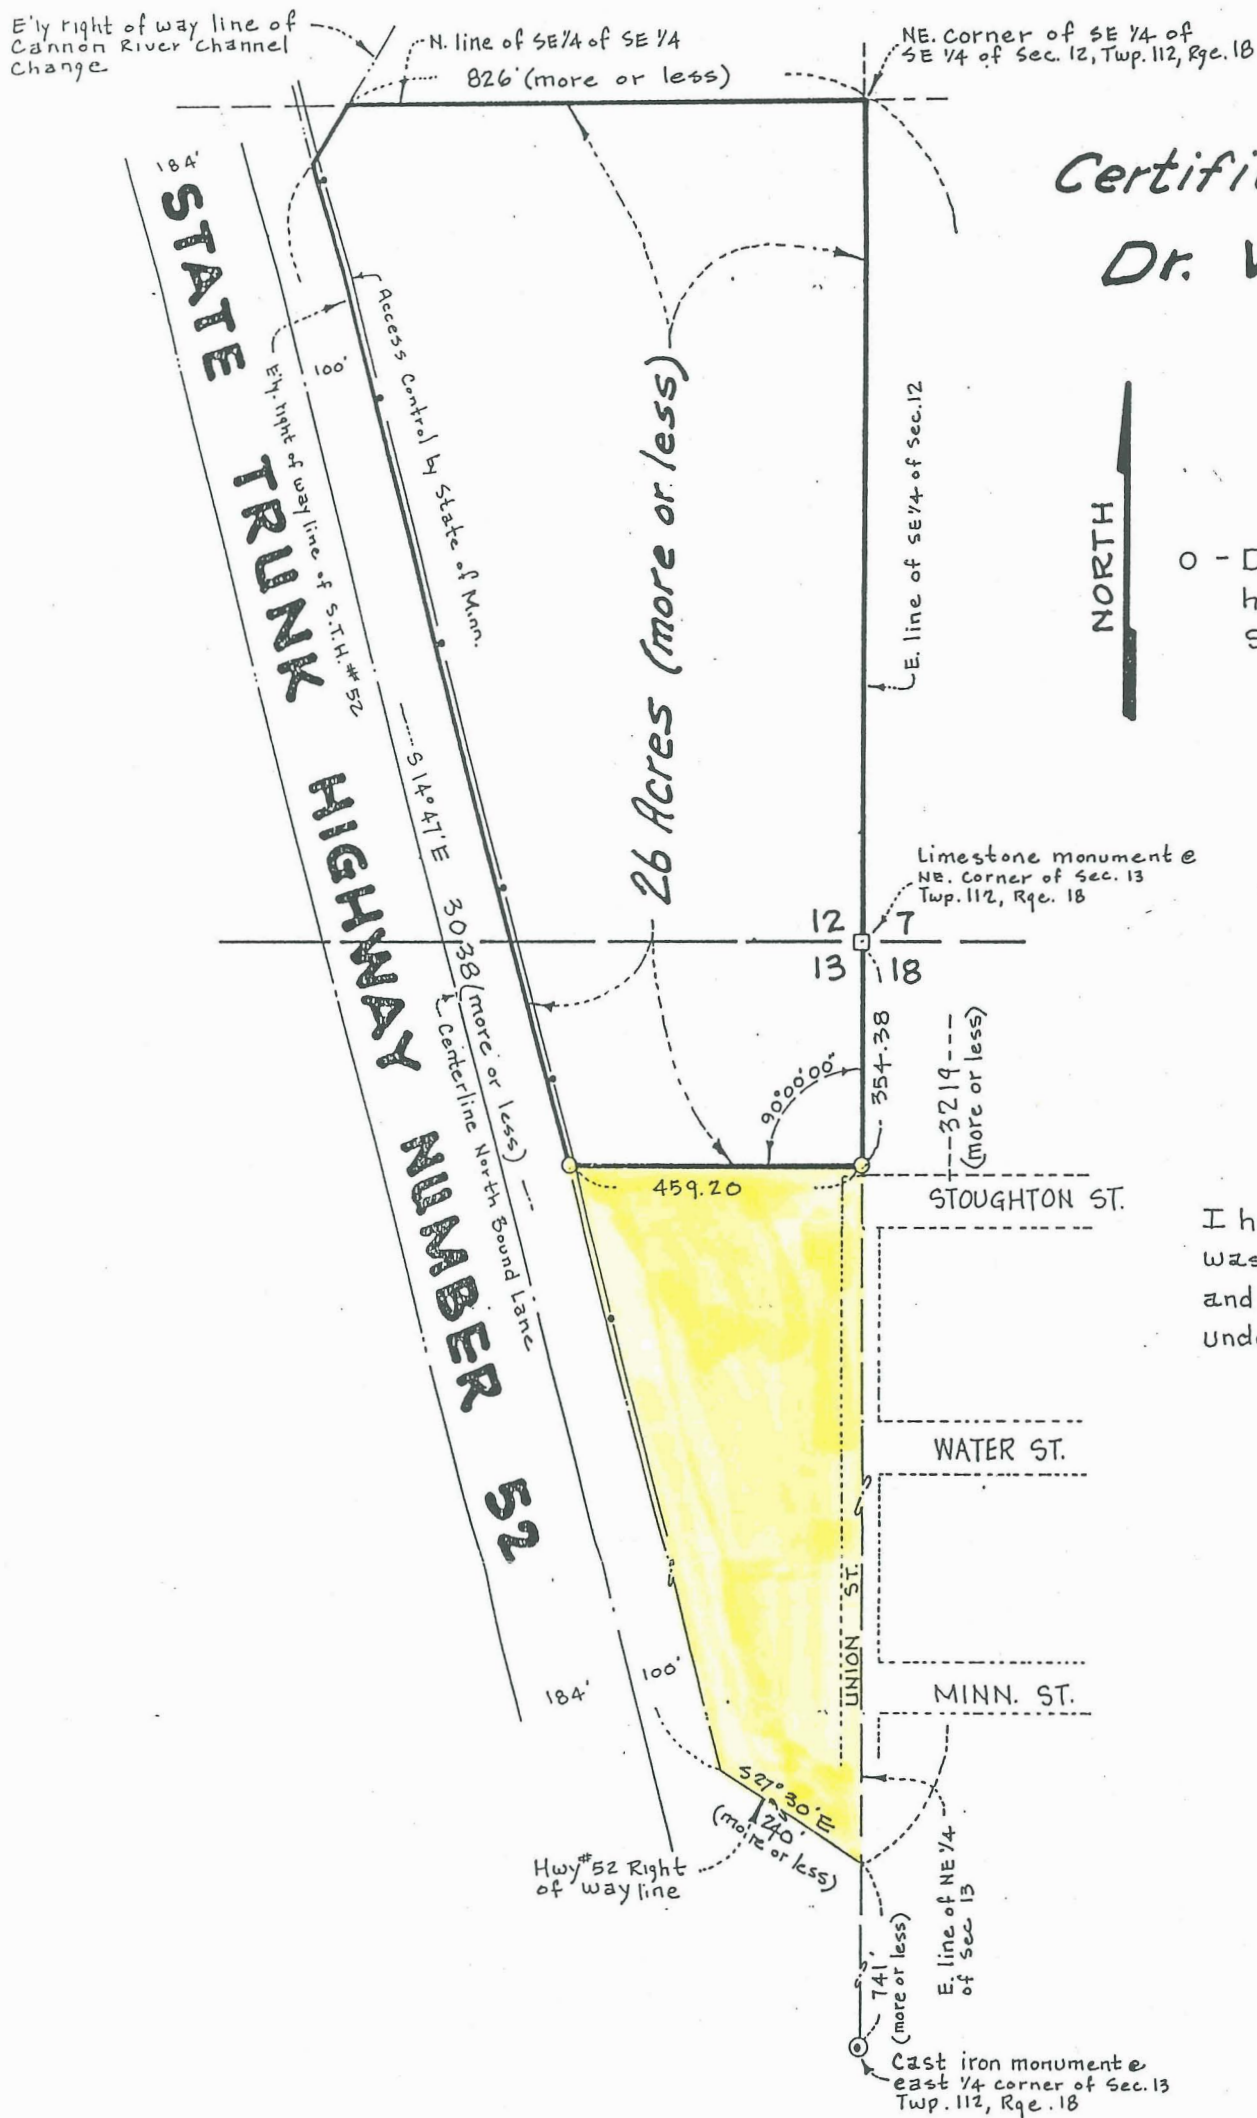 E'ly right of way line of
Cannon River Channel
Change
N. line of SE 1/4 of SE 1/4
826' (more or less)
NE. Corner of SE 1/4 of
SE 1/4 of Sec. 12, Twp. 112, Rge. 18
Dr.
184'
STATE TRUNK HIGHWAY NUMBER 52
100'
E'ly. right of way line of S.T.H. #52
Access Control by State of Minn.
26 Acres (more or less)
E. line of SE 1/4 of Sec. 12
NORTH
O -
S 14° 47' E 3038 (more or less)
Centerline North Bound Lane
Limestone monument @
NE. Corner of Sec. 13
Twp. 112, Rge. 18
12 7
13 18
354.38
90°00'00"
3219
(more or less)
459.20
STOUGHTON ST.
I
was
and
WATER ST.
UNION ST.
MINN. ST.
100'
184'
S 27° 30' E
240'
(more or less)
Hwy #52 Right
of way line
E. line of NE 1/4
of Sec 13
741'
(more or less)
Cast iron monument @
east 1/4 corner of Sec. 13
Twp. 112, Rge. 18